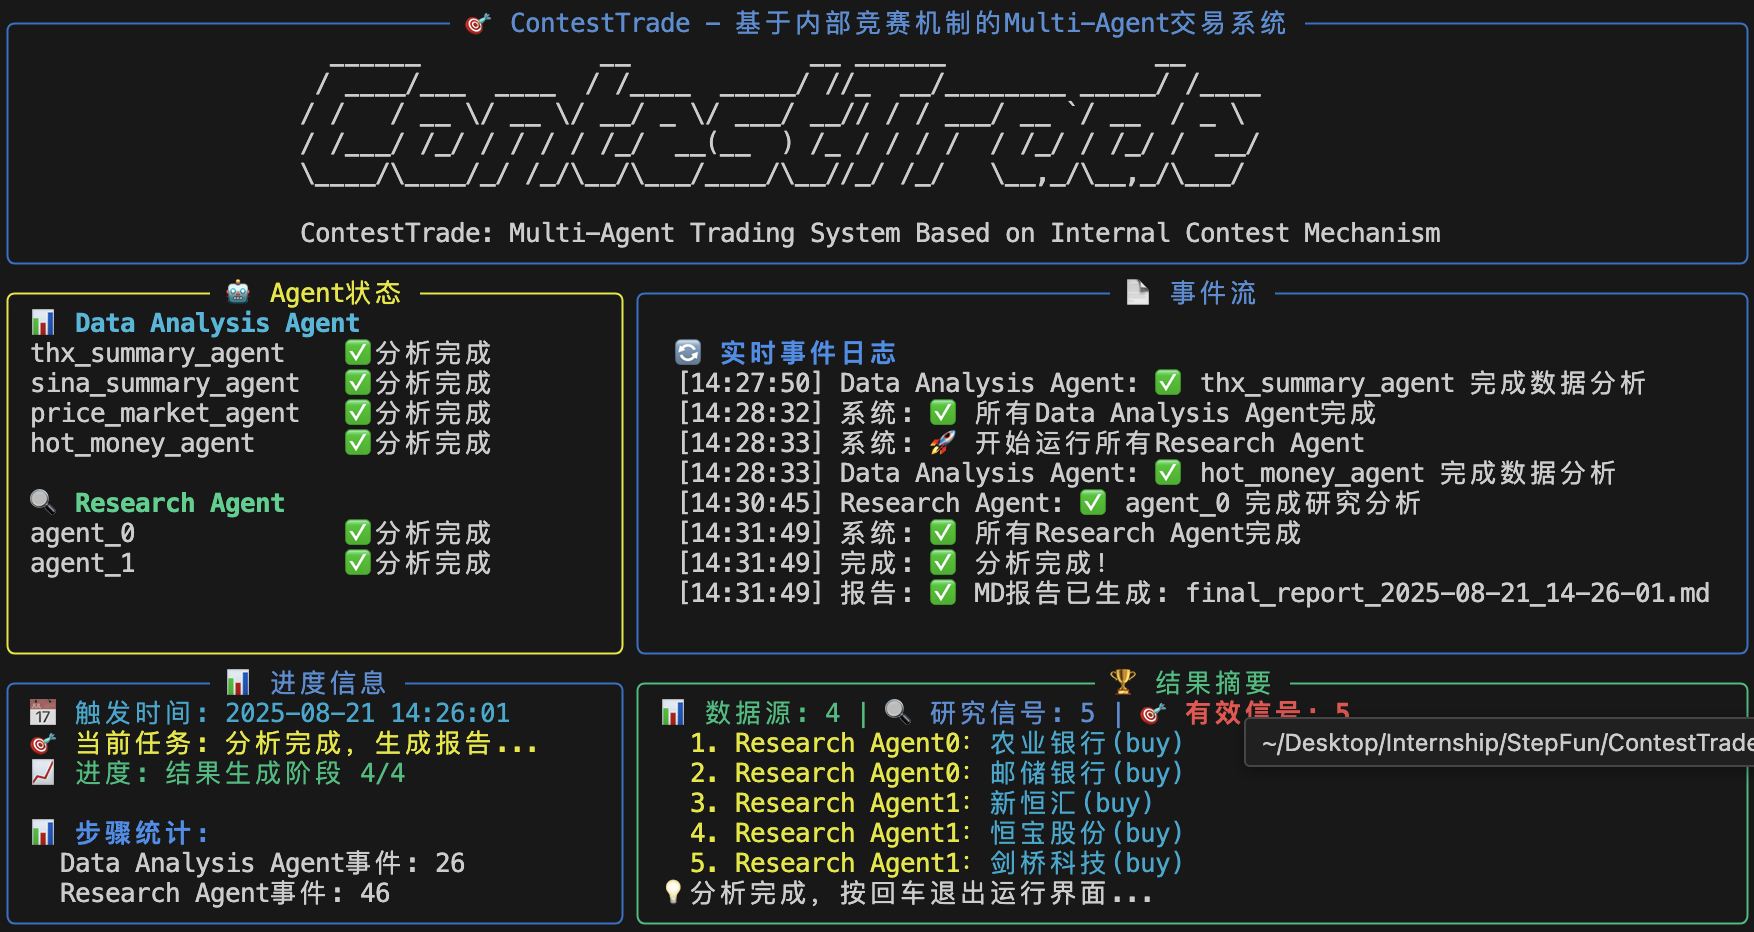 🎯 ContestTrade - 基于内部竞赛机制的Multi-Agent交易系统
ContestTrade
ContestTrade: Multi-Agent Trading System Based on Internal Contest Mechanism
🤖 Agent状态
📊 Data Analysis Agent
thx_summary_agent ✅分析完成
sina_summary_agent ✅分析完成
price_market_agent ✅分析完成
hot_money_agent ✅分析完成
🔍 Research Agent
agent_0 ✅分析完成
agent_1 ✅分析完成
📄 事件流
🔄 实时事件日志
[14:27:50] Data Analysis Agent: ✅ thx_summary_agent 完成数据分析
[14:28:32] 系统: ✅ 所有Data Analysis Agent完成
[14:28:33] 系统: 🚀 开始运行所有Research Agent
[14:28:33] Data Analysis Agent: ✅ hot_money_agent 完成数据分析
[14:30:45] Research Agent: ✅ agent_0 完成研究分析
[14:31:49] 系统: ✅ 所有Research Agent完成
[14:31:49] 完成: ✅ 分析完成!
[14:31:49] 报告: ✅ MD报告已生成: final_report_2025-08-21_14-26-01.md
📊 进度信息
📅 触发时间: 2025-08-21 14:26:01
🎯 当前任务: 分析完成, 生成报告...
📈 进度: 结果生成阶段 4/4
📊 步骤统计:
Data Analysis Agent事件: 26
Research Agent事件: 46
🏆 结果摘要
📊 数据源: 4 | 🔍 研究信号: 5 | 🎯 有效信号: 5
1. Research Agent0: 农业银行(buy)
2. Research Agent0: 邮储银行(buy)
3. Research Agent1: 新恒汇(buy)
4. Research Agent1: 恒宝股份(buy)
5. Research Agent1: 剑桥科技(buy)
💡分析完成, 按回车退出运行界面...
~/Desktop/Internship/StepFun/ContestTrade